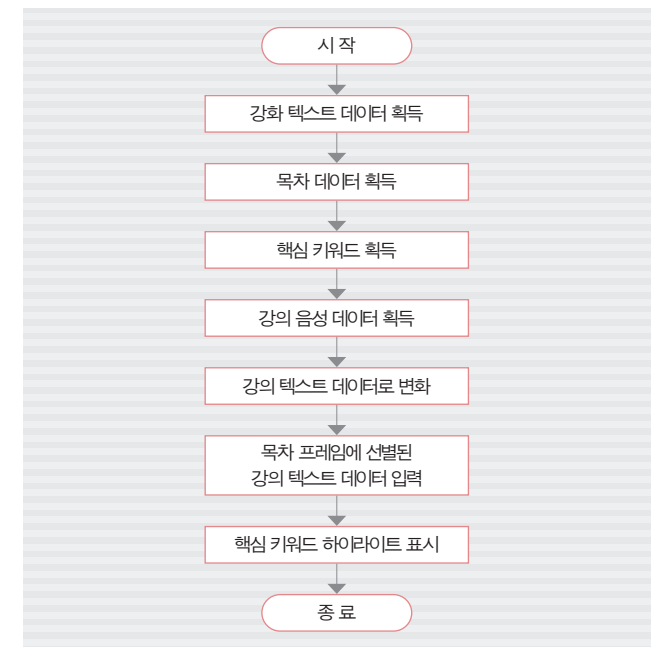 시작
강화 텍스트 데이터 획득
목차 데이터 획득
핵심 키워드 획득
강의 음성 데이터 획득
강의 텍스트 데이터로 변화
목차 프레임에 선별된
강의 텍스트 데이터 입력
핵심 키워드 하이라이트 표시
종료